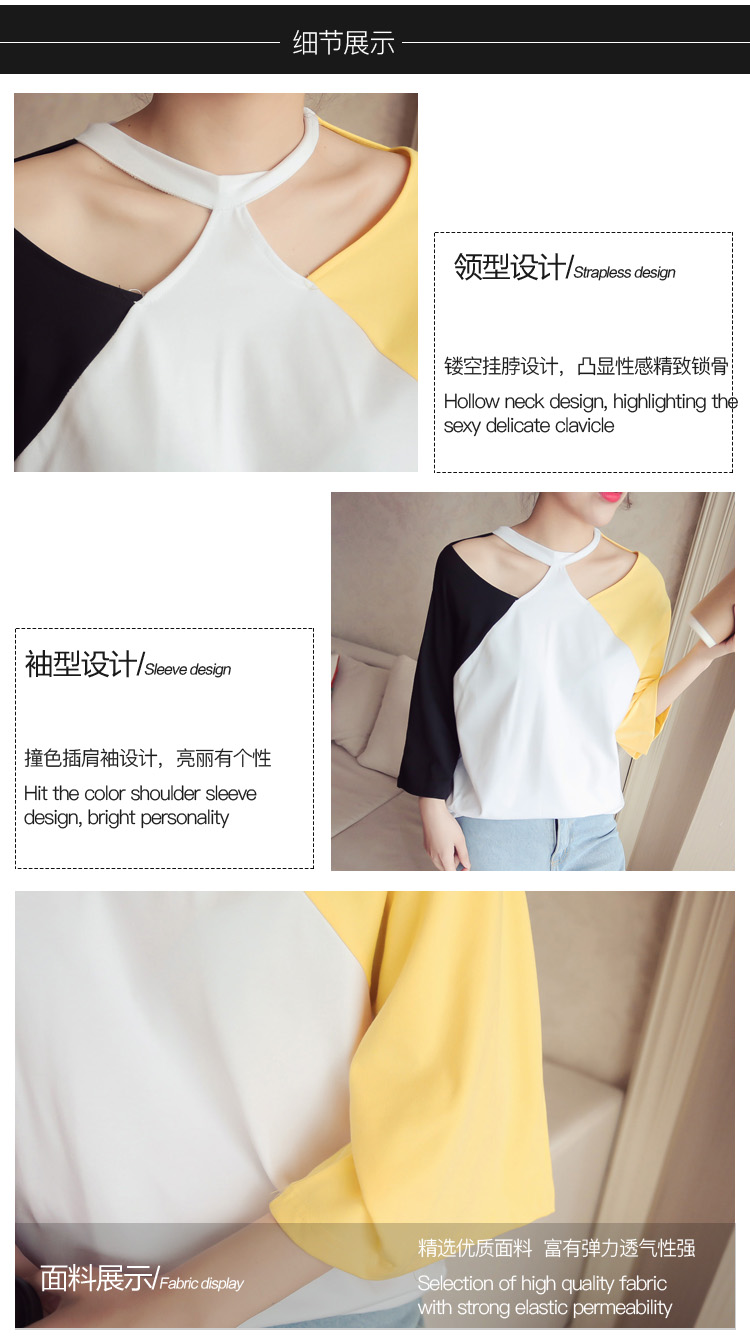 细节展示
领型设计/Strapless design
镂空挂脖设计，凸显性感精致锁骨
Hollow neck design, highlighting the
sexy delicate clavicle
袖型设计/Sleeve design
撞色插肩袖设计，亮丽有个性
Hit the color shoulder sleeve
design, bright personality
精选优质面料 富有弹力透气性强
面料展示/Fabric display
Selection of high quality fabric
with strong elastic permeability